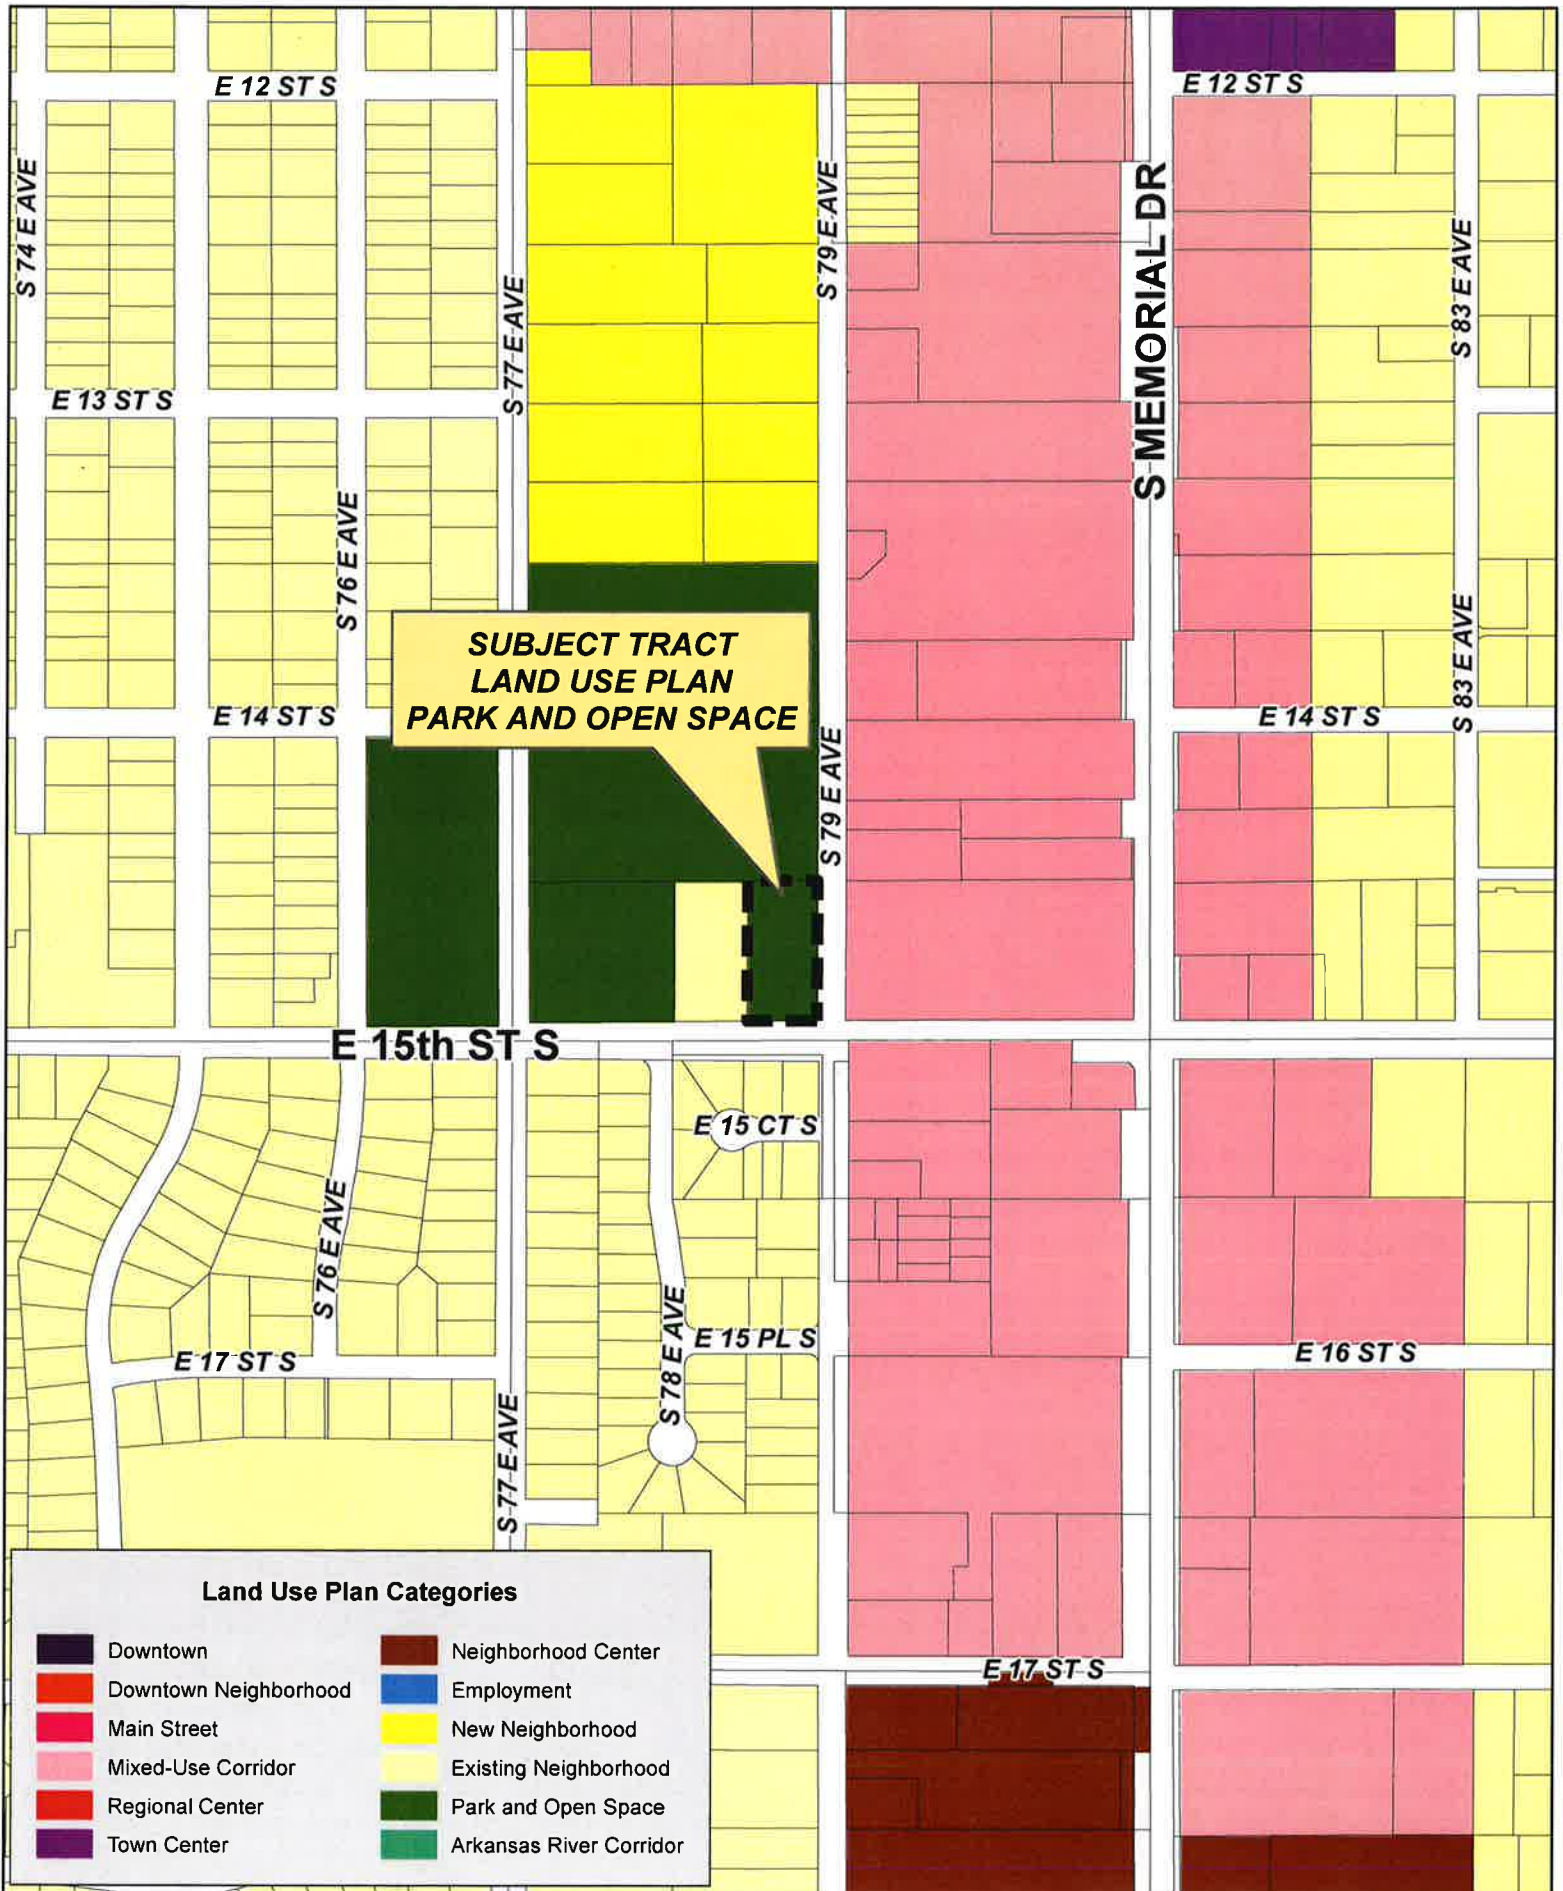 E 12 ST S
E 12 ST S
S 74 E AVE
S 79 E AVE
S MEMORIAL DR
S 83 E AVE
S 77 E AVE
E 13 ST S
S 76 E AVE
SUBJECT TRACT
LAND USE PLAN
PARK AND OPEN SPACE
S 83 E AVE
E 14 ST S
E 14 ST S
S 79 E AVE
E 15th ST S
E 15 CT S
S 76 E AVE
S 78 E AVE
E 15 PL S
E 16 ST S
E 17 ST S
S 77 E AVE
E 17 ST S
Land Use Plan Categories
Downtown
Downtown Neighborhood
Main Street
Mixed-Use Corridor
Regional Center
Town Center
Neighborhood Center
Employment
New Neighborhood
Existing Neighborhood
Park and Open Space
Arkansas River Corridor